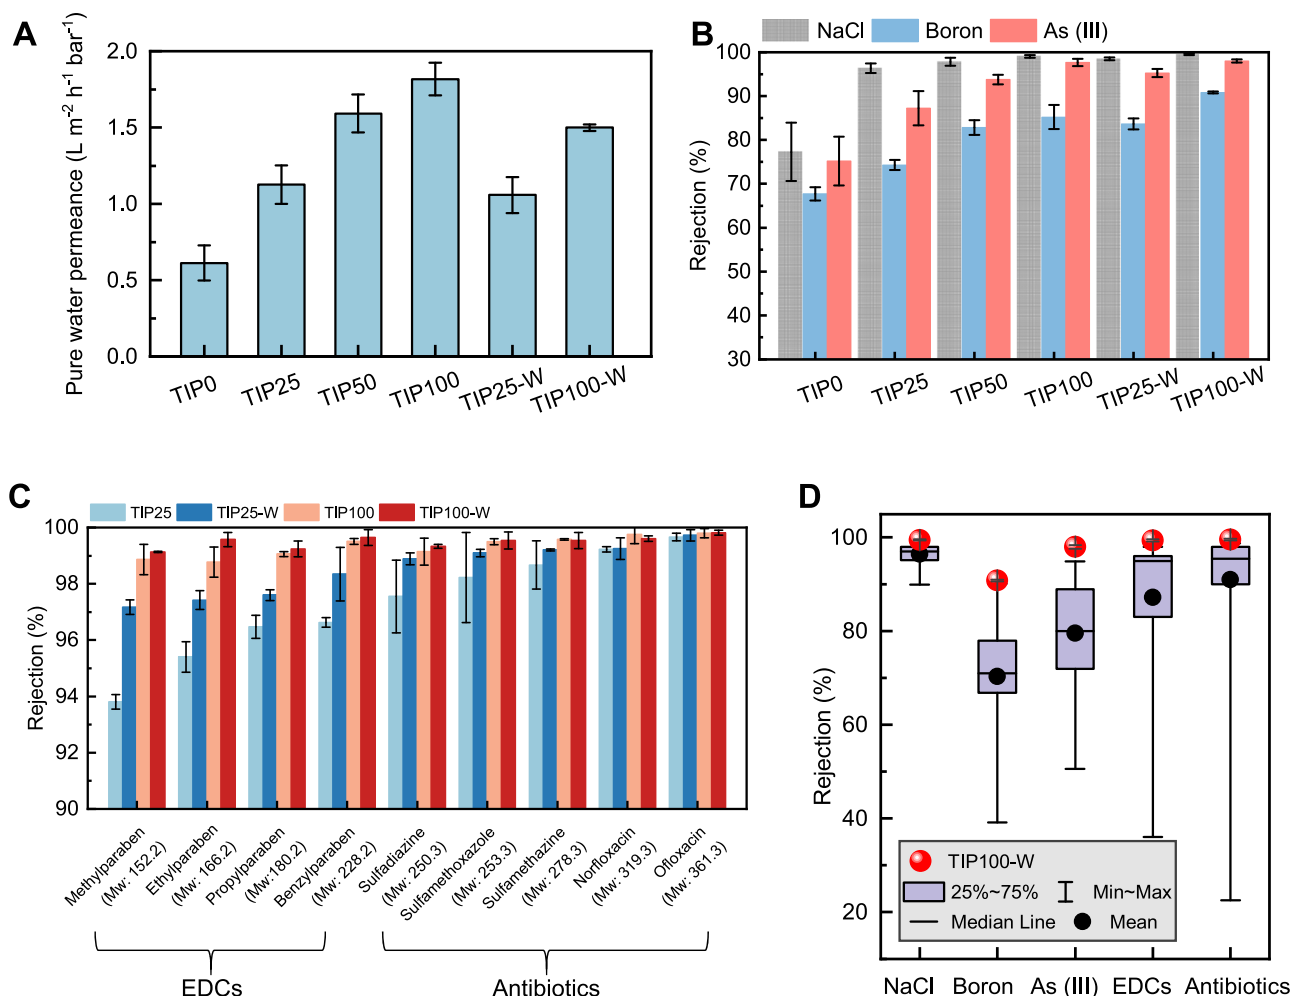 A
Pure water permeance (L m⁻² h⁻¹ bar⁻¹)
2.0
1.5
1.0
0.5
0.0
TIP0
TIP25
TIP50
TIP100
TIP25-W
TIP100-W
B
NaCl
Boron
As (III)
Rejection (%)
100
90
80
70
60
50
40
30
TIP0
TIP25
TIP50
TIP100
TIP25-W
TIP100-W
C
TIP25
TIP25-W
TIP100
TIP100-W
Rejection (%)
100
98
96
94
92
90
Methylparaben
(Mw: 152.2)
Ethylparaben
(Mw: 166.2)
Propylparaben
(Mw:180.2)
Benzylparaben
(Mw: 228.2)
Sulfadiazine
(Mw: 250.3)
Sulfamethoxazole
(Mw: 253.3)
Sulfamethazine
(Mw: 278.3)
Norfloxacin
(Mw: 319.3)
Ofloxacin
(Mw: 361.3)
EDCs
Antibiotics
D
Rejection (%)
100
80
60
40
20
TIP100-W
25%~75%
Min~Max
Median Line
Mean
NaCl
Boron
As (III)
EDCs
Antibiotics